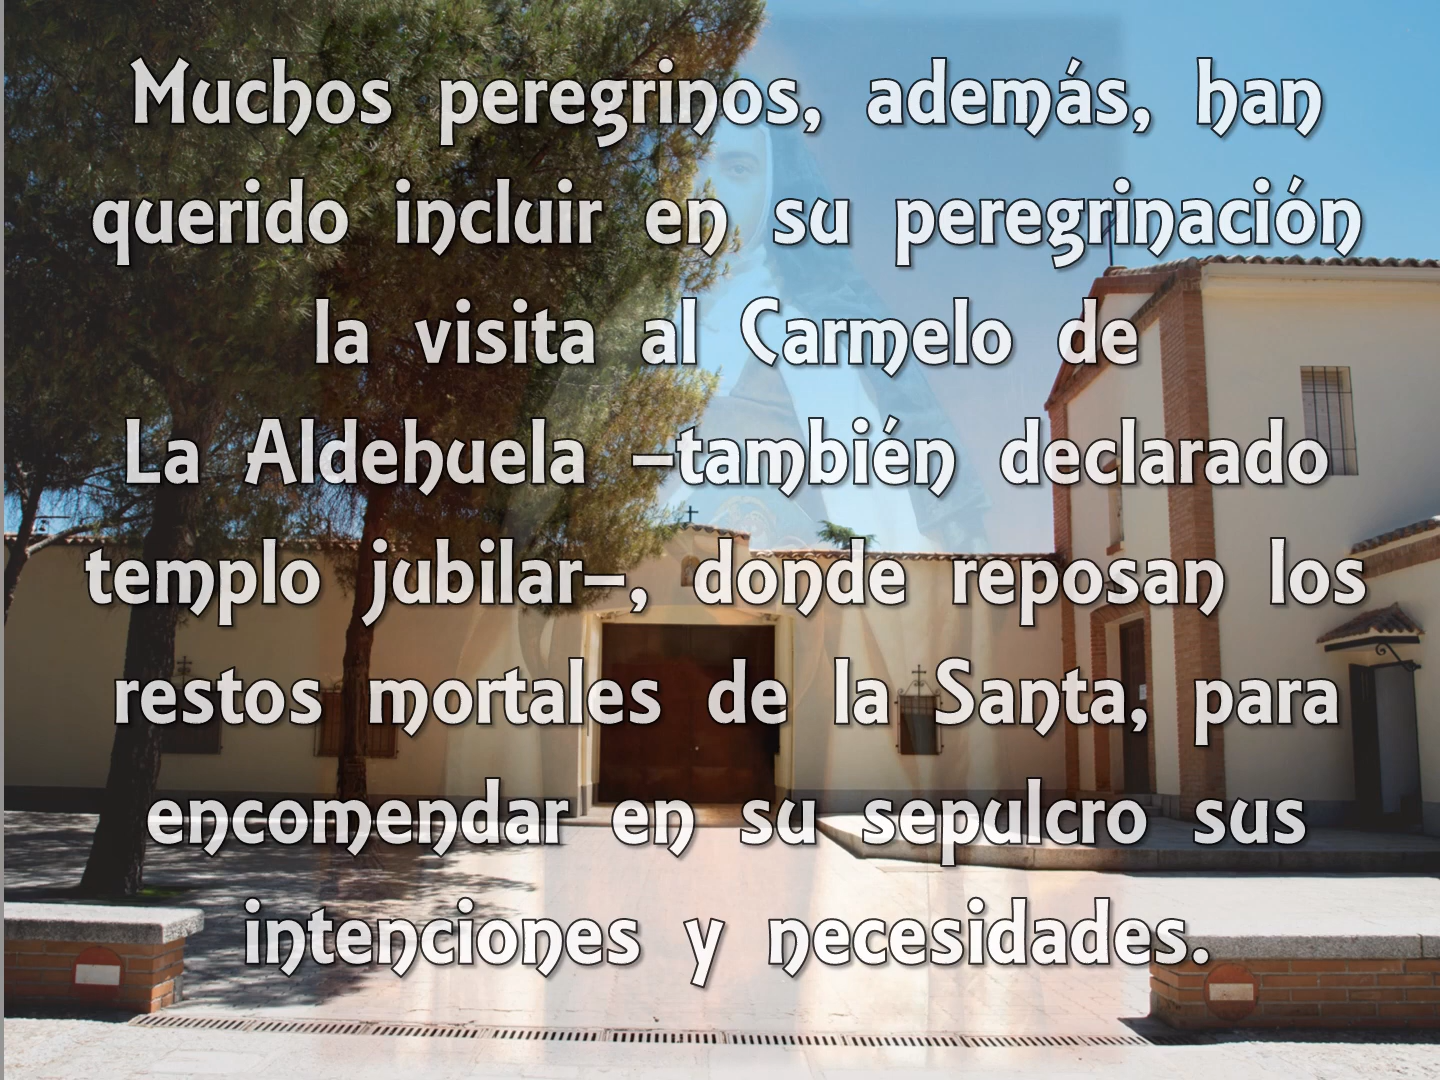 Muchos peregrinos, además, han
querido incluir en su peregrinación
la visita al Carmelo de
La Aldehuela –también declarado
templo jubilar–, donde reposan los
restos mortales de la Santa, para
encomendar en su sepulcro sus
intenciones y necesidades.